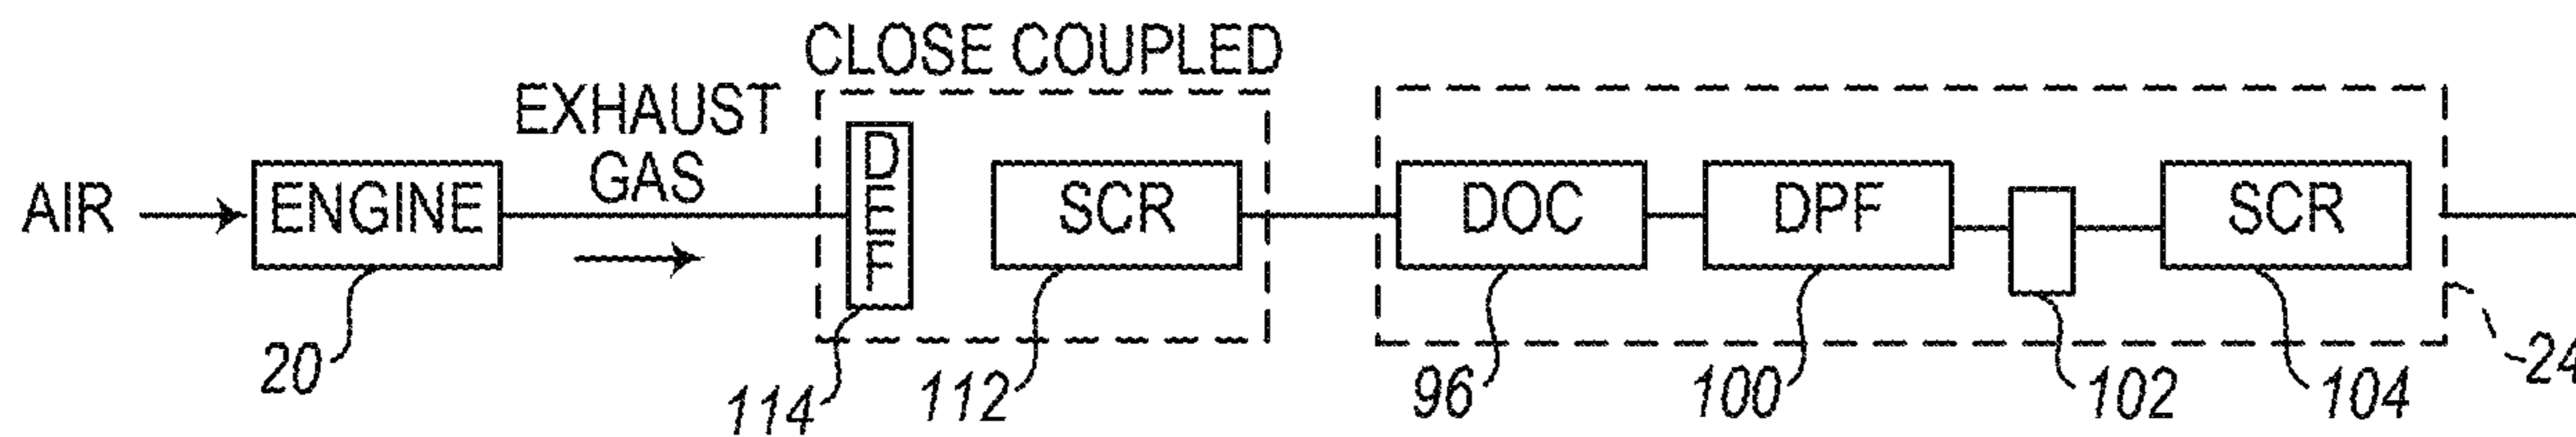 CLOSE COUPLED
EXHAUST
GAS
AIR
ENGINE
DEF
SCR
DOC
DPF
SCR
20
114
112
96
100
102
104
24